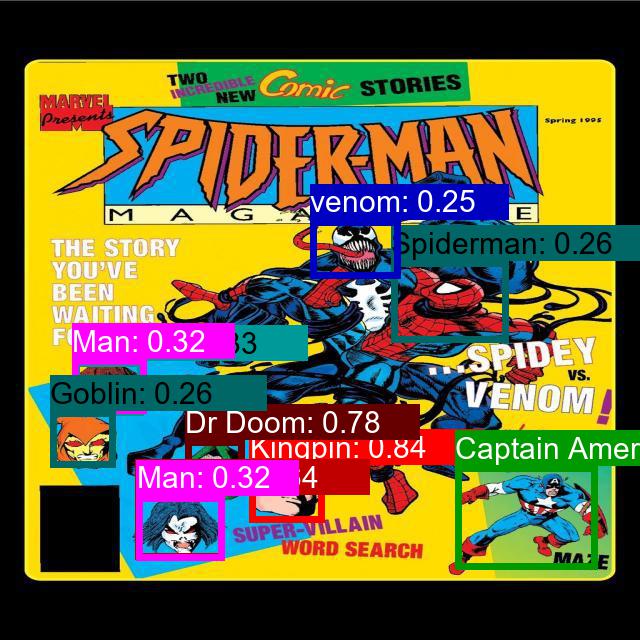 TWO
INCREDIBLE
NEW
Comic STORIES
MARVEL
Presents
SPIDER-MAN
Spring 1995
venom: 0.25
Spiderman: 0.26
THE STORY
YOU'VE
BEEN
WAITING
Man: 0.32
...SPIDEY
VS.
VENOM!
Goblin: 0.26
Dr Doom: 0.78
Kingpin: 0.84
Captain Amer
Man: 0.32
SUPER-VILLAIN
WORD SEARCH
MAZE